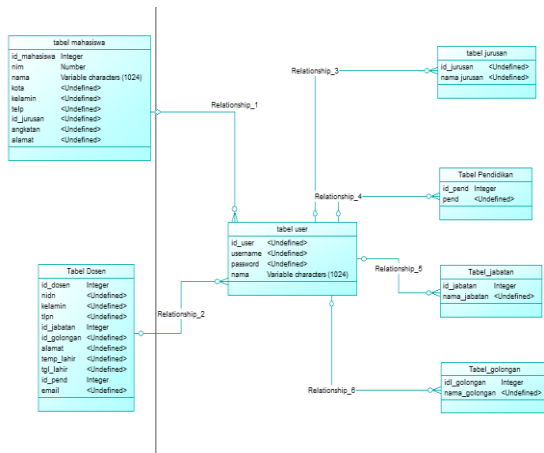 tabel mahasiswa
id_mahasiswa Integer
nim Number
nama Variable characters (1024)
kota <Undefined>
kelamin <Undefined>
telp <Undefined>
id_jurusan <Undefined>
angkatan <Undefined>
alamat <Undefined>
Relationship_1
Tabel Dosen
id_dosen Integer
nidn <Undefined>
kelamin <Undefined>
tlpn <Undefined>
id_jabatan Integer
id_golongan <Undefined>
alamat <Undefined>
temp_lahir <Undefined>
tgl_lahir <Undefined>
id_pend Integer
email <Undefined>
Relationship_2
tabel user
id_user <Undefined>
username <Undefined>
password <Undefined>
nama Variable characters (1024)
Relationship_3
tabel jurusan
id_jurusan <Undefined>
nama jurusan <Undefined>
Relationship_4
Tabel Pendidikan
id_pend Integer
pend <Undefined>
Relationship_5
Tabel_jabatan
id_jabatan Integer
nama_jabatan <Undefined>
Relationship_6
Tabel_golongan
idl_golongan Integer
nama_golongan <Undefined>